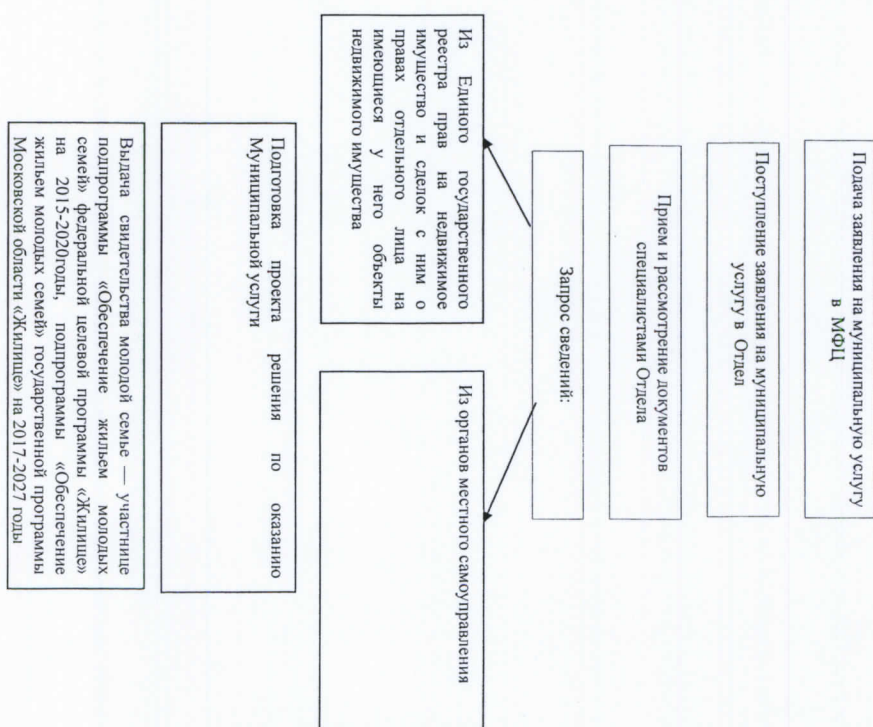 Подача заявления на муниципальную услугу
в МФЦ
Поступление заявления на муниципальную
услугу в Отдел
Прием и рассмотрение документов
специалистами Отдела
Запрос сведений:
Из Единого государственного
реестра прав на недвижимое
имущество и сделок с ним о
правах отдельного лица на
имеющиеся у него объекты
недвижимого имущества
Из органов местного самоуправления
Подготовка проекта решения по оказанию
Муниципальной услуги
Выдача свидетельства молодой семье — участнице
подпрограммы «Обеспечение жильем молодых
семей» федеральной целевой программы «Жилище»
на 2015-2020годы, подпрограммы «Обеспечение
жильем молодых семей» государственной программы
Московской области «Жилище» на 2017-2027 годы